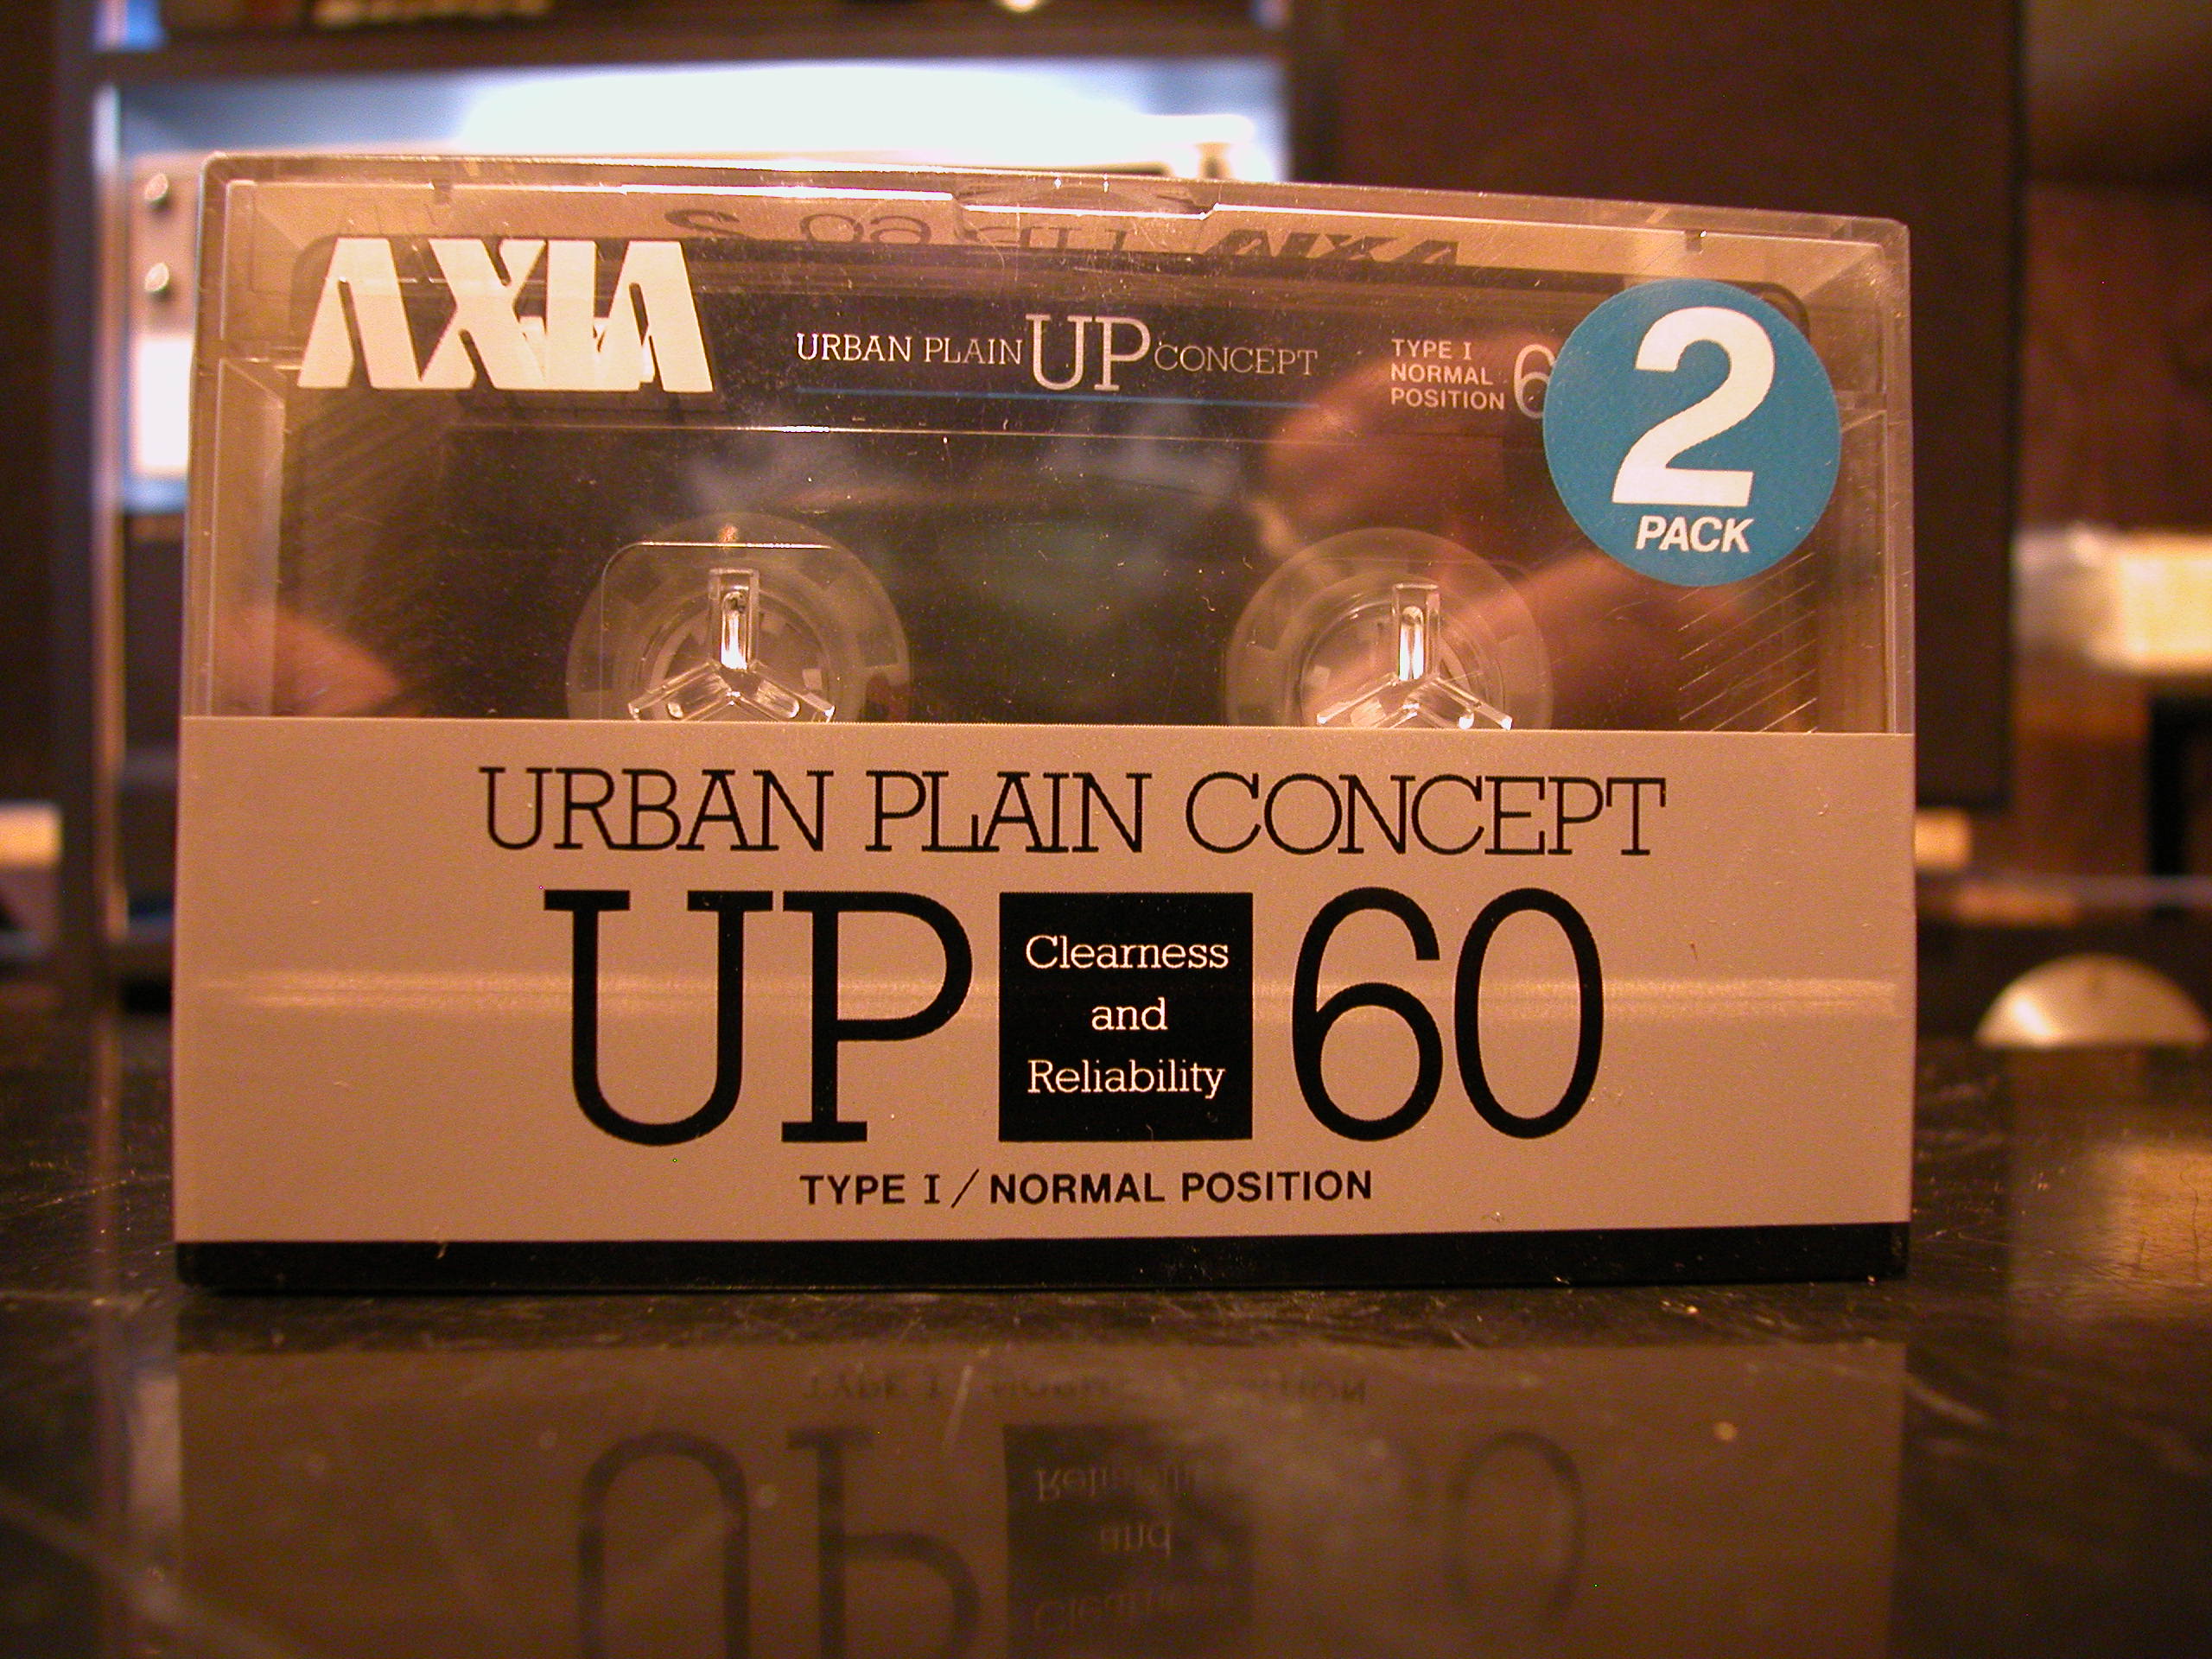 AXIA
URBAN PLAIN UP CONCEPT
TYPE I
NORMAL
POSITION
6
2
PACK
URBAN PLAIN CONCEPT
UP 60
Clearness
and
Reliability
TYPE I / NORMAL POSITION